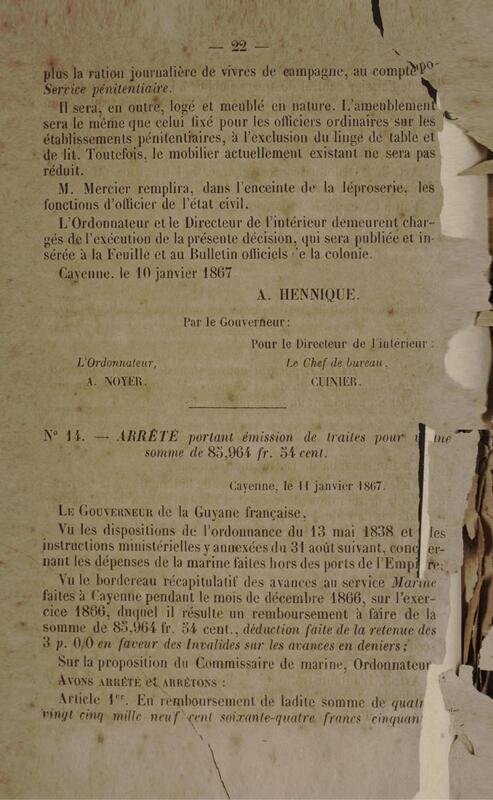 — 22 —
plus la ration journalière de vivres de campagne, au compte
Service pénitentiaire.
Il sera, en outre, logé et meublé en nature. L'ameublement
sera le même que celui fixé pour les officiers ordinaires sur les
établissements pénitentiaires, à l'exclusion du linge de table et
de lit. Toutefois, le mobilier actuellement existant ne sera pas
réduit.
M. Mercier remplira, dans l'enceinte de la léproserie, les
fonctions d'officier de l'état civil.
L'Ordonnateur et le Directeur de l'intérieur demeurent char-
gés de l'exécution de la présente décision, qui sera publiée et in-
sérée à la Feuille et au Bulletin officiels de la colonie.
Cayenne, le 10 janvier 1867
A. HENNIQUE.
Par le Gouverneur:
Pour le Directeur de l'intérieur :
L'Ordonnateur, Le Chef de bureau,
A. NOYER. CUINIER.
N° 14. — ARRÊTÉ portant émission de traites pour une
somme de 85,964 fr. 54 cent.
Cayenne, le 11 janvier 1867.
LE GOUVERNEUR de la Guyane française,
Vu les dispositions de l'ordonnance du 13 mai 1838 et les
instructions ministérielles y annexées du 31 août suivant, concer-
nant les dépenses de la marine faites hors des ports de l'Empire;
Vu le bordereau récapitulatif des avances au service Marine
faites à Cayenne pendant le mois de décembre 1866, sur l'exer-
cice 1866, duquel il résulte un remboursement à faire de la
somme de 85,964 fr. 54 cent., déduction faite de la retenue des
3 p. 0/0 en faveur des Invalides sur les avances en deniers;
Sur la proposition du Commissaire de marine, Ordonnateur
AVONS ARRÊTÉ et ARRÊTONS :
Article 1er. En remboursement de ladite somme de quatr
vingt cinq mille neuf cent soixante-quatre francs cinquan